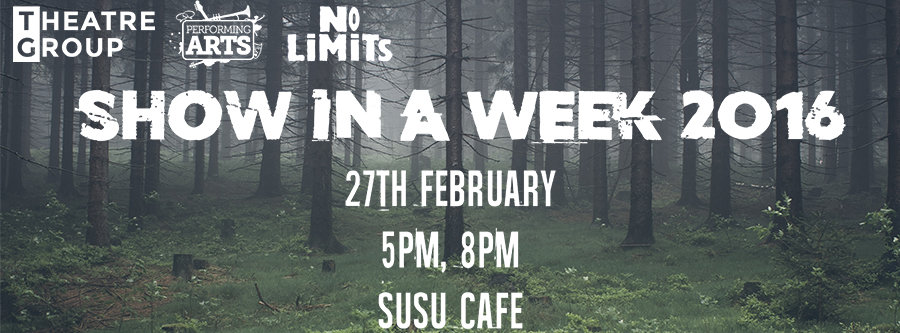 THEATRE
GROUP
PERFORMING
ARTS
NO
LiMiTs
SHOW IN A WEEK 2016
27TH FEBRUARY
5PM, 8PM
SUSU CAFE